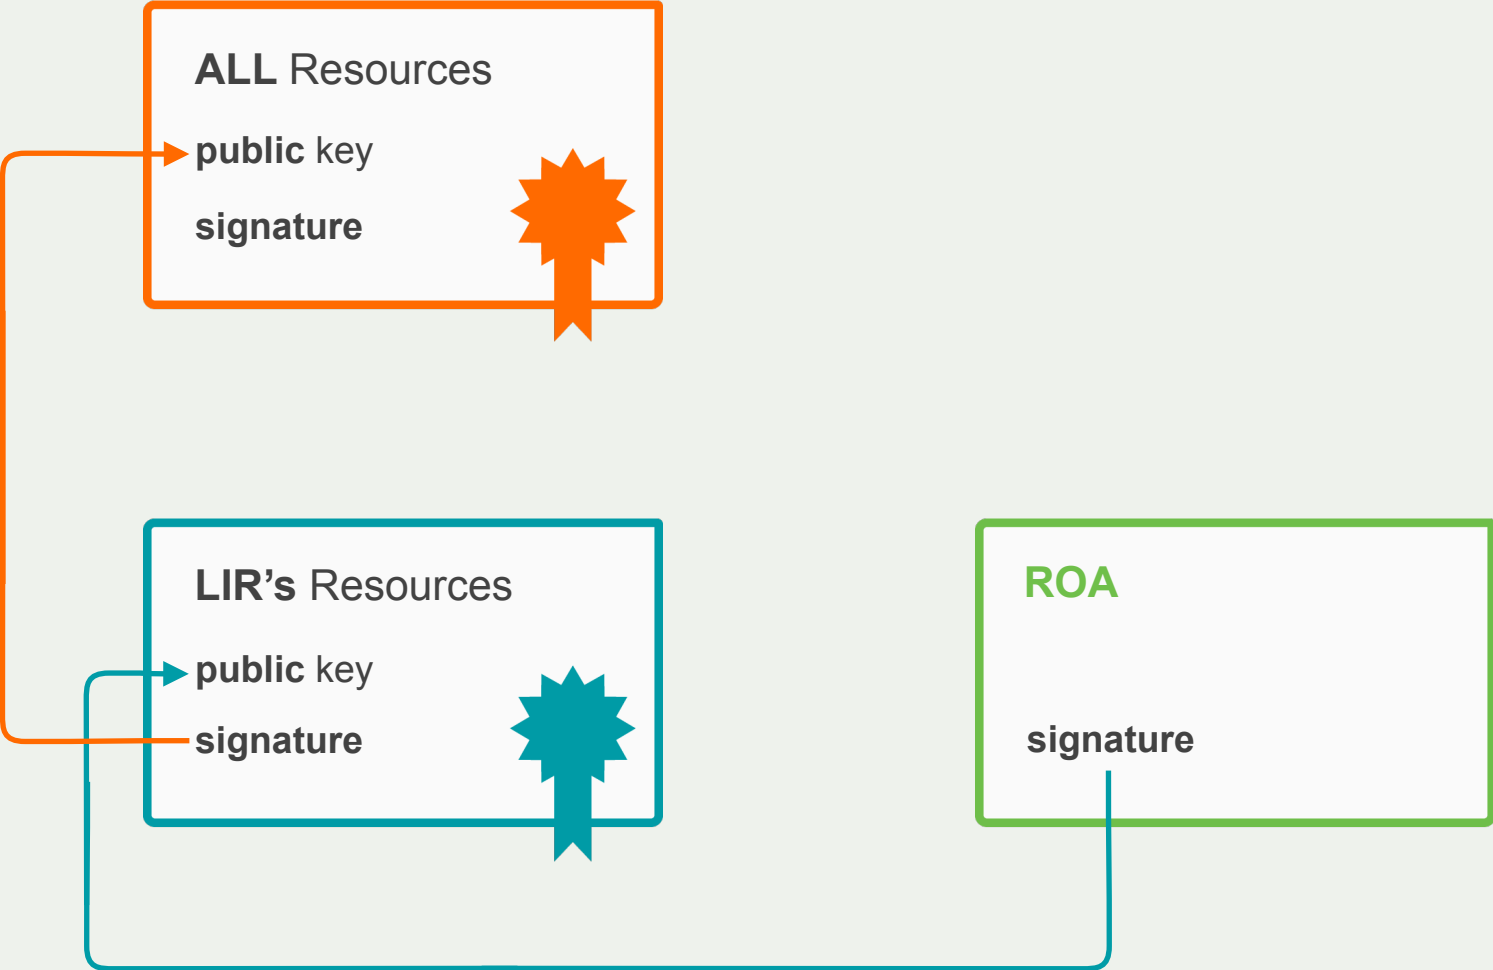 ALL Resources
public key
signature
LIR’s Resources
public key
signature
ROA
signature